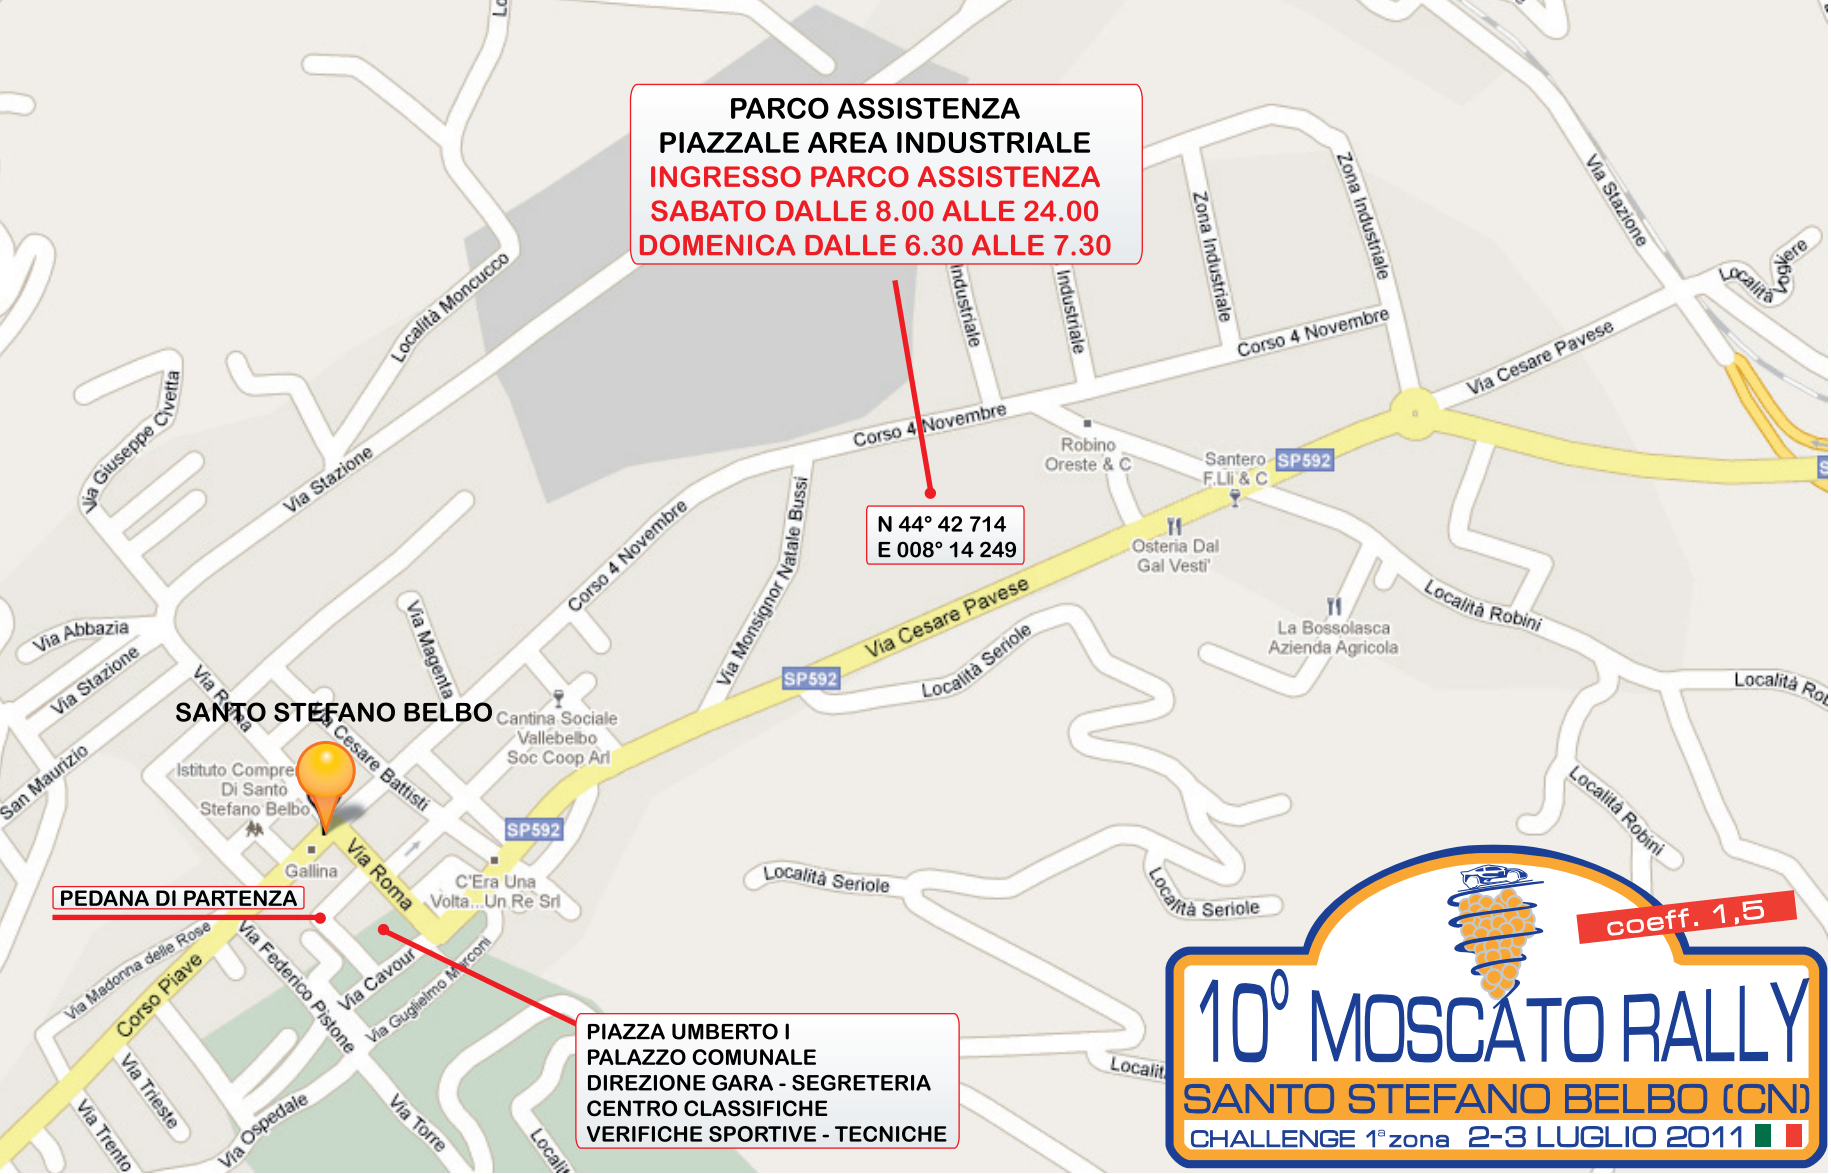 PARCO ASSISTENZA
PIAZZALE AREA INDUSTRIALE
INGRESSO PARCO ASSISTENZA
SABATO DALLE 8.00 ALLE 24.00
DOMENICA DALLE 6.30 ALLE 7.30
Via Stazione
Zona Industriale
Zona Industriale
Industriale
Industriale
Località
Località Moncucco
Corso 4 Novembre
Via Cesare Pavese
Via Giuseppe Civetta
Corso 4 Novembre
Robino
Oreste & C
Santero
F.Lli & C
SP592
Via Stazione
N 44° 42 714
E 008° 14 249
Via Monsignor Natale Bussi
Corso 4 Novembre
Osteria Dal
Gal Vesti'
Via Cesare Pavese
Località Robini
La Bossolasca
Azienda Agricola
Via Abbazia
Via Magenta
Località Seriole
SP592
Via Stazione
Via Roma
Località Rob
SANTO STEFANO BELBO
Cantina Sociale
Vallebelbo
Soc Coop Arl
Cesare Battisti
San Maurizio
Istituto Compre
Di Santo
Stefano Belbo
SP592
Località Robini
Gallina
Via Roma
C'Era Una
Volta...Un Re Srl
Località Seriole
Località Seriole
PEDANA DI PARTENZA
Via Madonna delle Rose
Corso Piave
Via Federico Pistone
Via Cavour
Via Guglielmo Marconi
PIAZZA UMBERTO I
PALAZZO COMUNALE
DIREZIONE GARA - SEGRETERIA
CENTRO CLASSIFICHE
VERIFICHE SPORTIVE - TECNICHE
Via Trieste
Via Trento
Via Ospedale
Via Torre
Locali
Localit
coeff. 1,5
10° MOSCATO RALLY
SANTO STEFANO BELBO (CN)
CHALLENGE 1ª zona 2-3 LUGLIO 2011